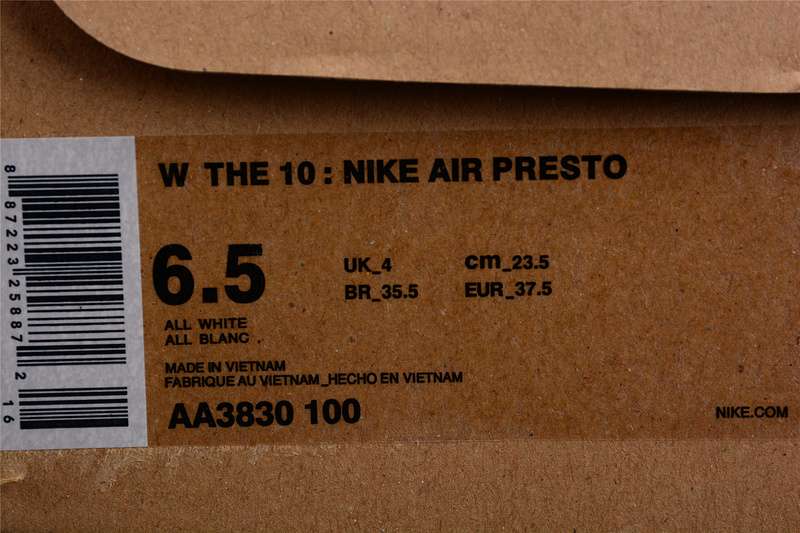 W THE 10 : NIKE AIR PRESTO
6.5
UK_4
cm_23.5
BR_35.5
EUR_37.5
ALL WHITE
ALL BLANC
MADE IN VIETNAM
FABRIQUE AU VIETNAM_HECHO EN VIETNAM
AA3830 100
NIKE.COM
8 87223 25887 2
16